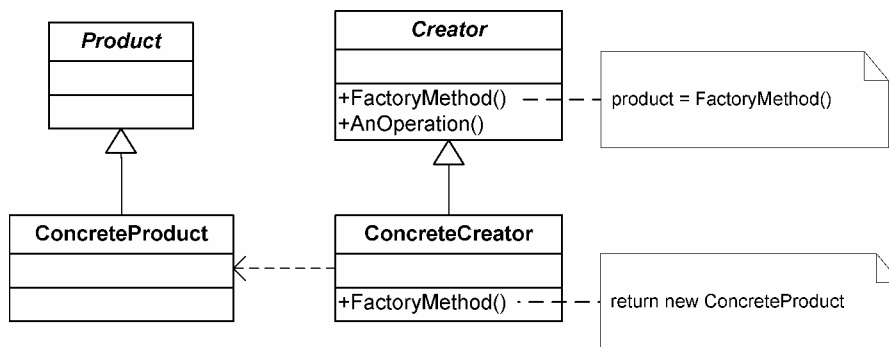 Product
Creator
+FactoryMethod()
+AnOperation()
product = FactoryMethod()
ConcreteProduct
ConcreteCreator
+FactoryMethod()
return new ConcreteProduct